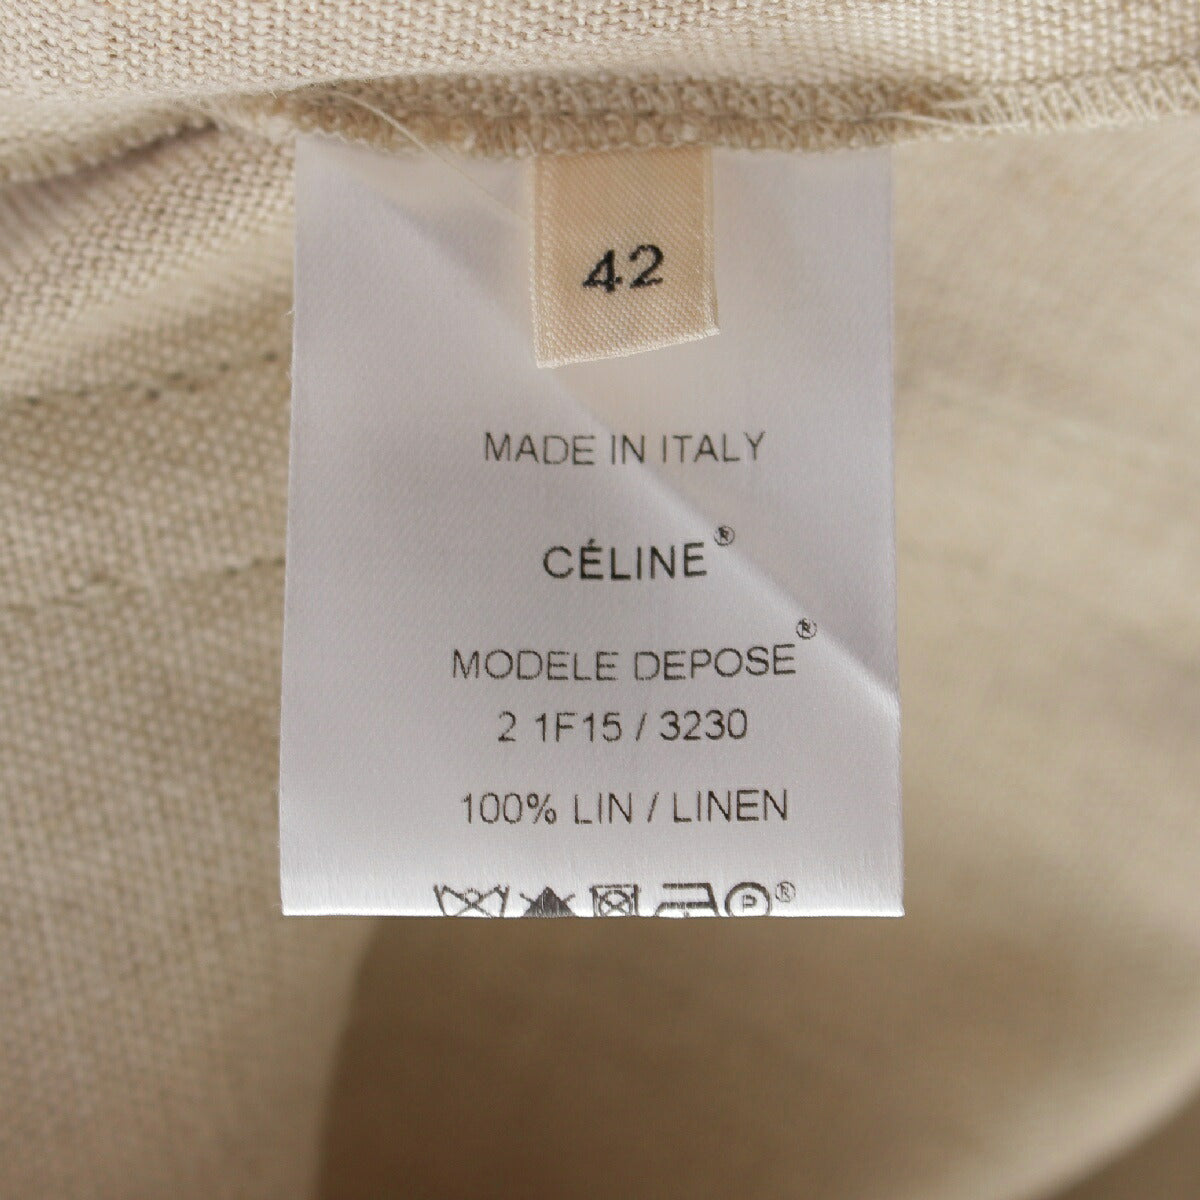 42
MADE IN ITALY
CÉLINE®
MODELE DEPOSE®
2 1F15 / 3230
100% LIN / LINEN
P ®